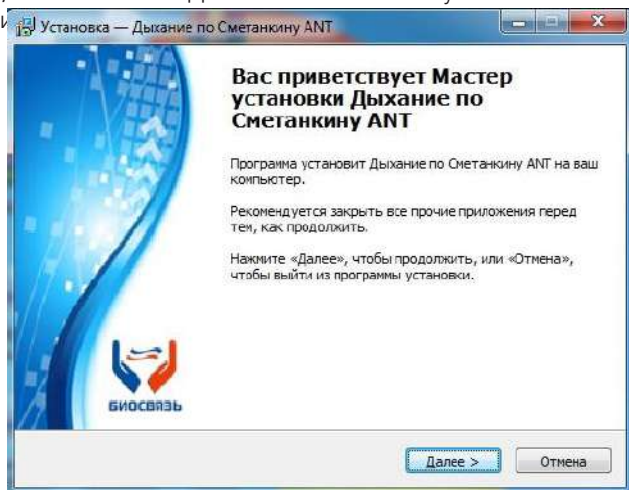 Установка — Дыхание по Сметанкину ANT
Вас приветствует Мастер
установки Дыхание по
Сметанкину ANT
Программа установит Дыхание по Сметанкину ANT на ваш
компьютер.
Рекомендуется закрыть все прочие приложения перед
тем, как продолжить.
Нажмите «Далее», чтобы продолжить, или «Отмена»,
чтобы выйти из программы установки.
БИОСВЯЗЬ
Далее >
Отмена